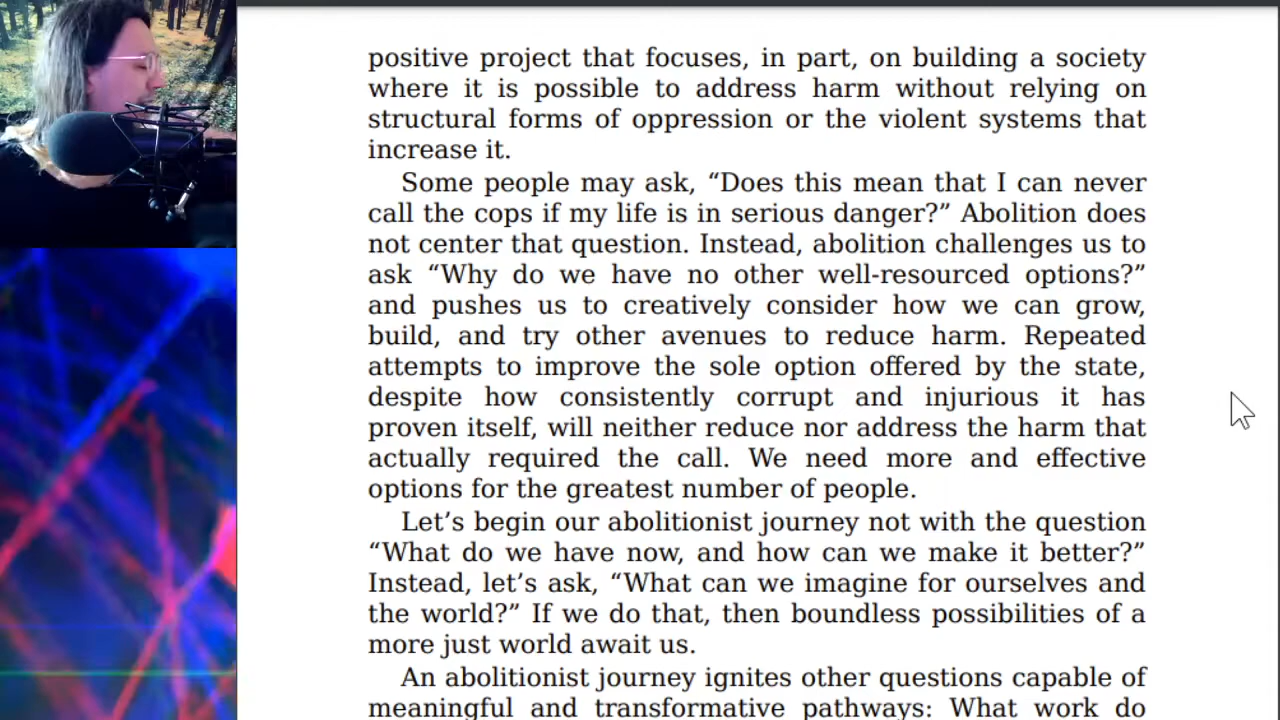 positive project that focuses, in part, on building a society
where it is possible to address harm without relying on
structural forms of oppression or the violent systems that
increase it.
Some people may ask, “Does this mean that I can never
call the cops if my life is in serious danger?” Abolition does
not center that question. Instead, abolition challenges us to
ask “Why do we have no other well-resourced options?”
and pushes us to creatively consider how we can grow,
build, and try other avenues to reduce harm. Repeated
attempts to improve the sole option offered by the state,
despite how consistently corrupt and injurious it has
proven itself, will neither reduce nor address the harm that
actually required the call. We need more and effective
options for the greatest number of people.
Let’s begin our abolitionist journey not with the question
“What do we have now, and how can we make it better?”
Instead, let’s ask, “What can we imagine for ourselves and
the world?” If we do that, then boundless possibilities of a
more just world await us.
An abolitionist journey ignites other questions capable of
meaningful and transformative pathways: What work do